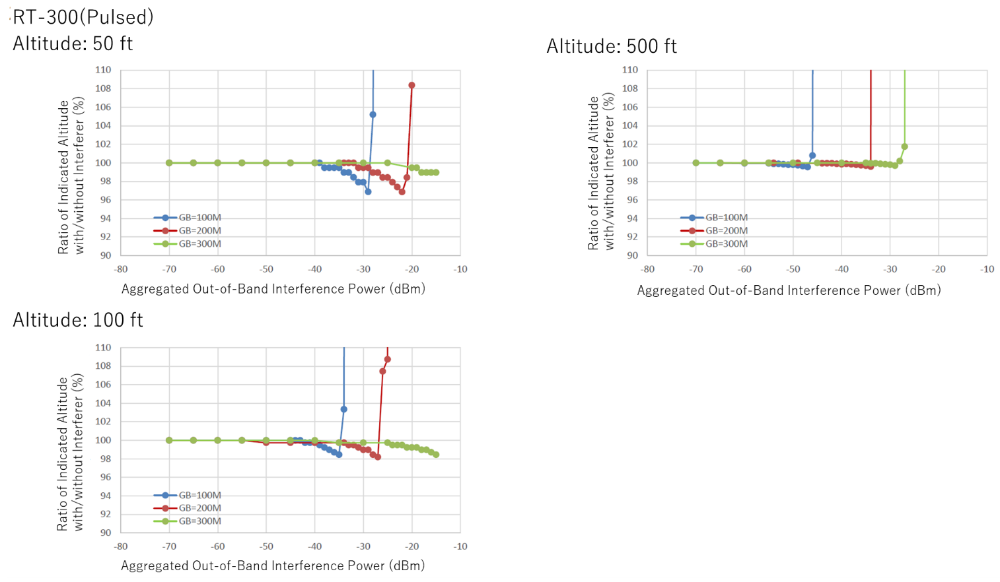 RT-300(Pulsed)
Altitude: 50 ft
110
108
106
104
102
100
98
96
94
92
90
Ratio of Indicated Altitude
with/without Interferer (%)
GB=100M
GB=200M
GB=300M
-80 -70 -60 -50 -40 -30 -20 -10
Aggregated Out-of-Band Interference Power (dBm)
Altitude: 500 ft
110
108
106
104
102
100
98
96
94
92
90
Ratio of Indicated Altitude
with/without Interferer (%)
GB=100M
GB=200M
GB=300M
-80 -70 -60 -50 -40 -30 -20 -10
Aggregated Out-of-Band Interference Power (dBm)
Altitude: 100 ft
110
108
106
104
102
100
98
96
94
92
90
Ratio of Indicated Altitude
with/without Interferer (%)
GB=100M
GB=200M
GB=300M
-80 -70 -60 -50 -40 -30 -20 -10
Aggregated Out-of-Band Interference Power (dBm)